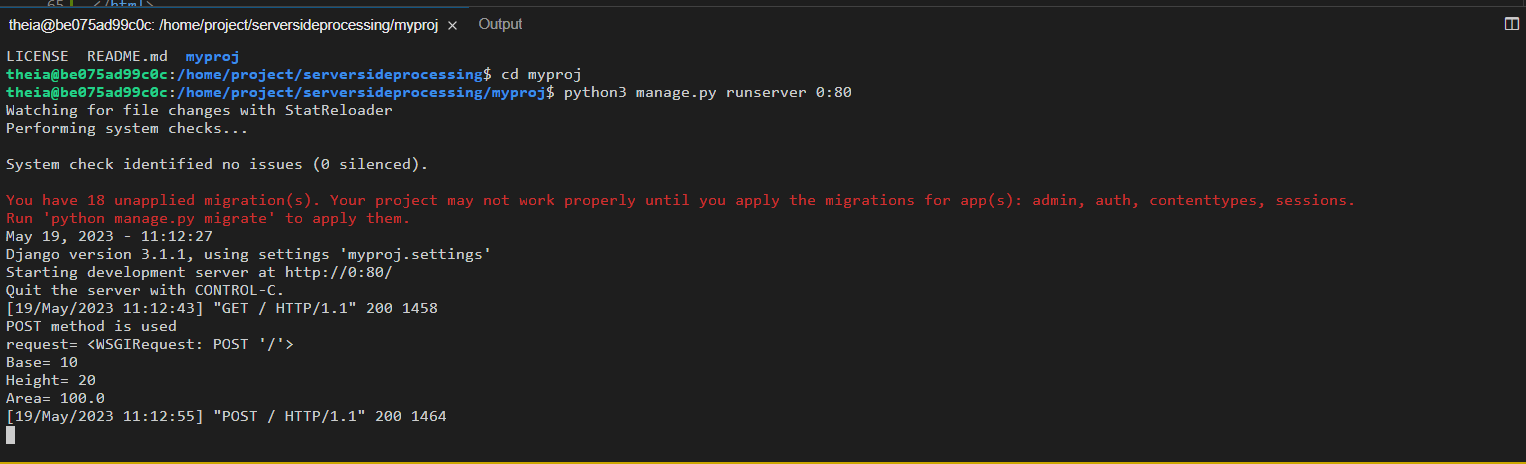 65 </html>
theia@be075ad99c0c: /home/project/serversideprocessing/myproj × Output
LICENSE README.md myproj
theia@be075ad99c0c:/home/project/serversideprocessing$ cd myproj
theia@be075ad99c0c:/home/project/serversideprocessing/myproj$ python3 manage.py runserver 0:80
Watching for file changes with StatReloader
Performing system checks...
System check identified no issues (0 silenced).
You have 18 unapplied migration(s). Your project may not work properly until you apply the migrations for app(s): admin, auth, contenttypes, sessions.
Run 'python manage.py migrate' to apply them.
May 19, 2023 - 11:12:27
Django version 3.1.1, using settings 'myproj.settings'
Starting development server at http://0:80/
Quit the server with CONTROL-C.
[19/May/2023 11:12:43] "GET / HTTP/1.1" 200 1458
POST method is used
request= <WSGIRequest: POST '/'>
Base= 10
Height= 20
Area= 100.0
[19/May/2023 11:12:55] "POST / HTTP/1.1" 200 1464